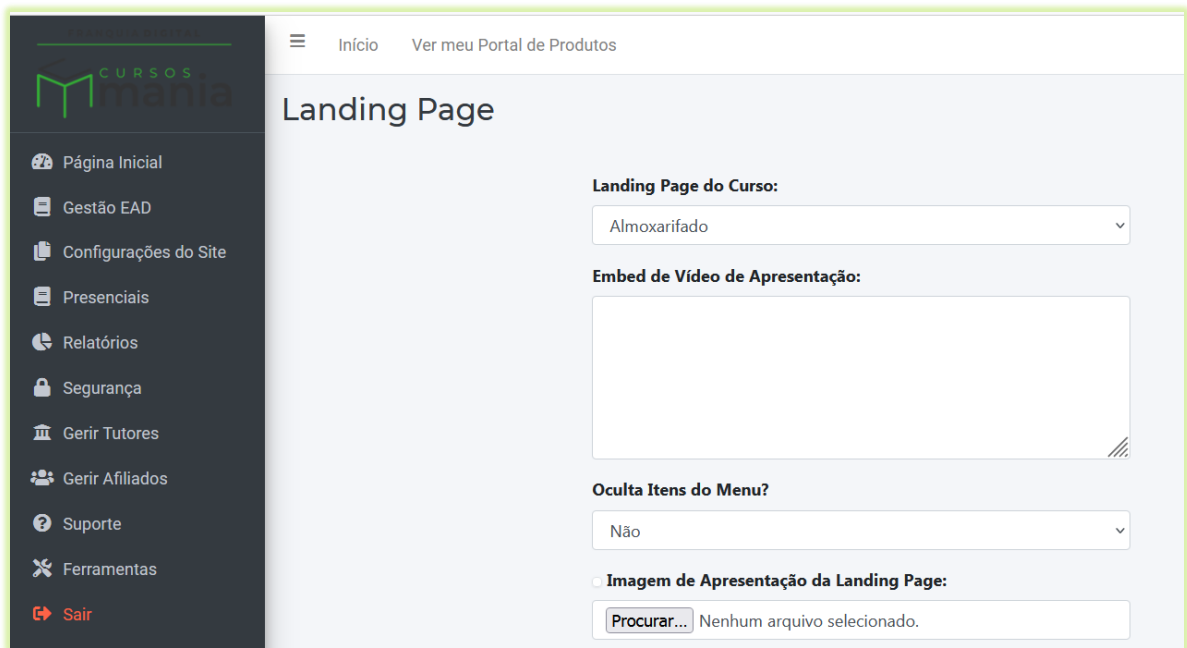 FRANQUIA DIGITAL
CURSOS
mania
Início Ver meu Portal de Produtos
Landing Page
Página Inicial
Gestão EAD
Configurações do Site
Presenciais
Relatórios
Segurança
Gerir Tutores
Gerir Afiliados
Suporte
Ferramentas
Sair
Landing Page do Curso:
Almoxarifado
Embed de Vídeo de Apresentação:
Oculta Itens do Menu?
Não
Imagem de Apresentação da Landing Page:
Procurar... Nenhum arquivo selecionado.